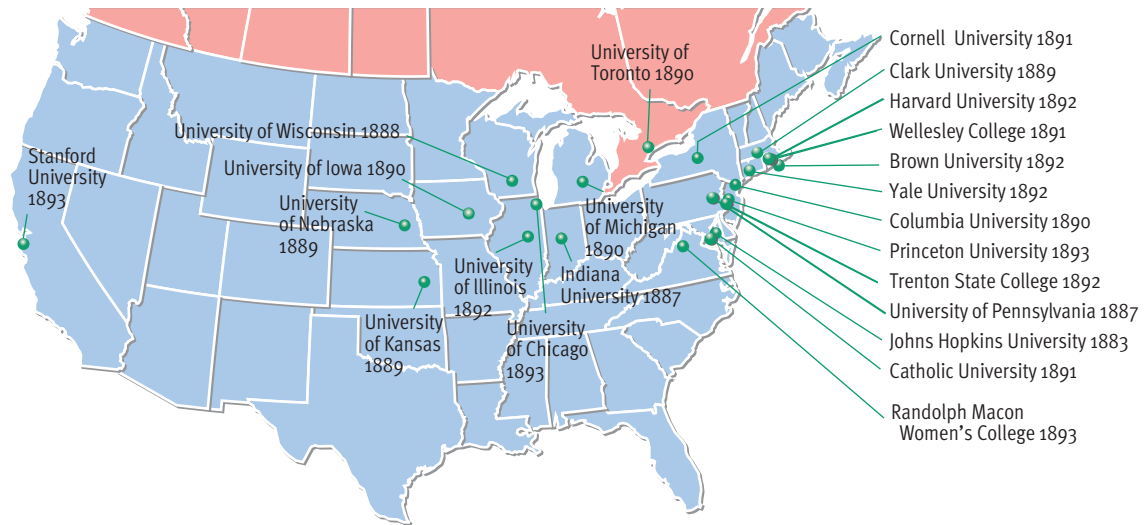 University of
Toronto 1890
University of Wisconsin 1888
Stanford
University
1893
University of Iowa 1890
University
of Nebraska
1889
University
of Michigan
1890
University
of Illinois
1892
Indiana
University 1887
University
of Kansas
1889
University
of Chicago
1893
Cornell University 1891
Clark University 1889
Harvard University 1892
Wellesley College 1891
Brown University 1892
Yale University 1892
Columbia University 1890
Princeton University 1893
Trenton State College 1892
University of Pennsylvania 1887
Johns Hopkins University 1883
Catholic University 1891
Randolph Macon
Women's College 1893